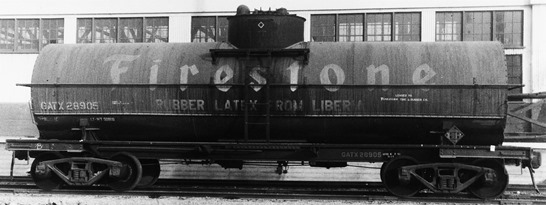 Firestone
GATX 28905
RUBBER LATEX FROM LIBERIA
GATX 28905